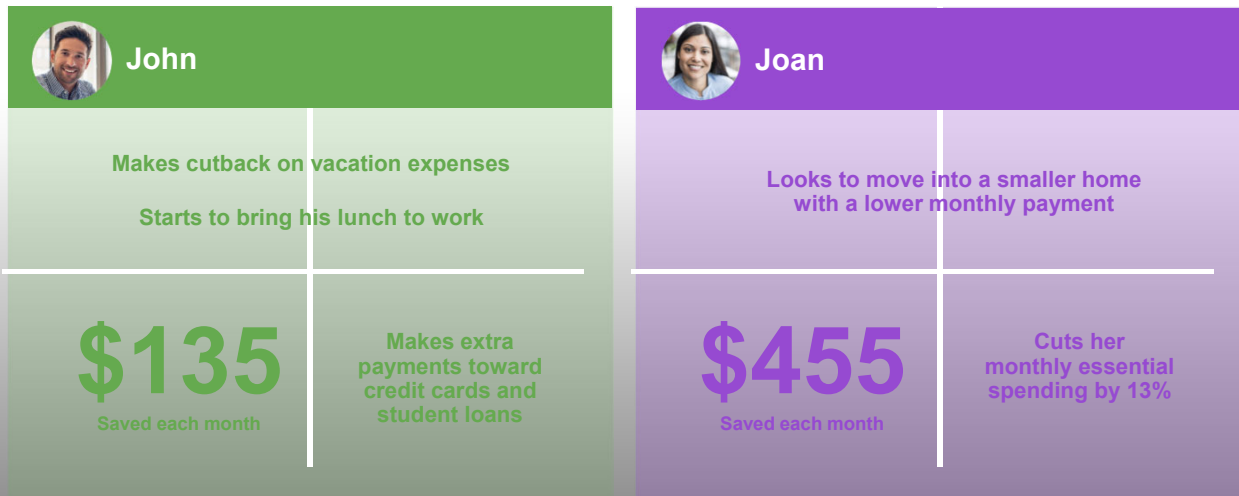 John
Makes cutback on vacation expenses
Starts to bring his lunch to work
$135
Saved each month
Makes extra
payments toward
credit cards and
student loans
Joan
Looks to move into a smaller home
with a lower monthly payment
$455
Saved each month
Cuts her
monthly essential
spending by 13%